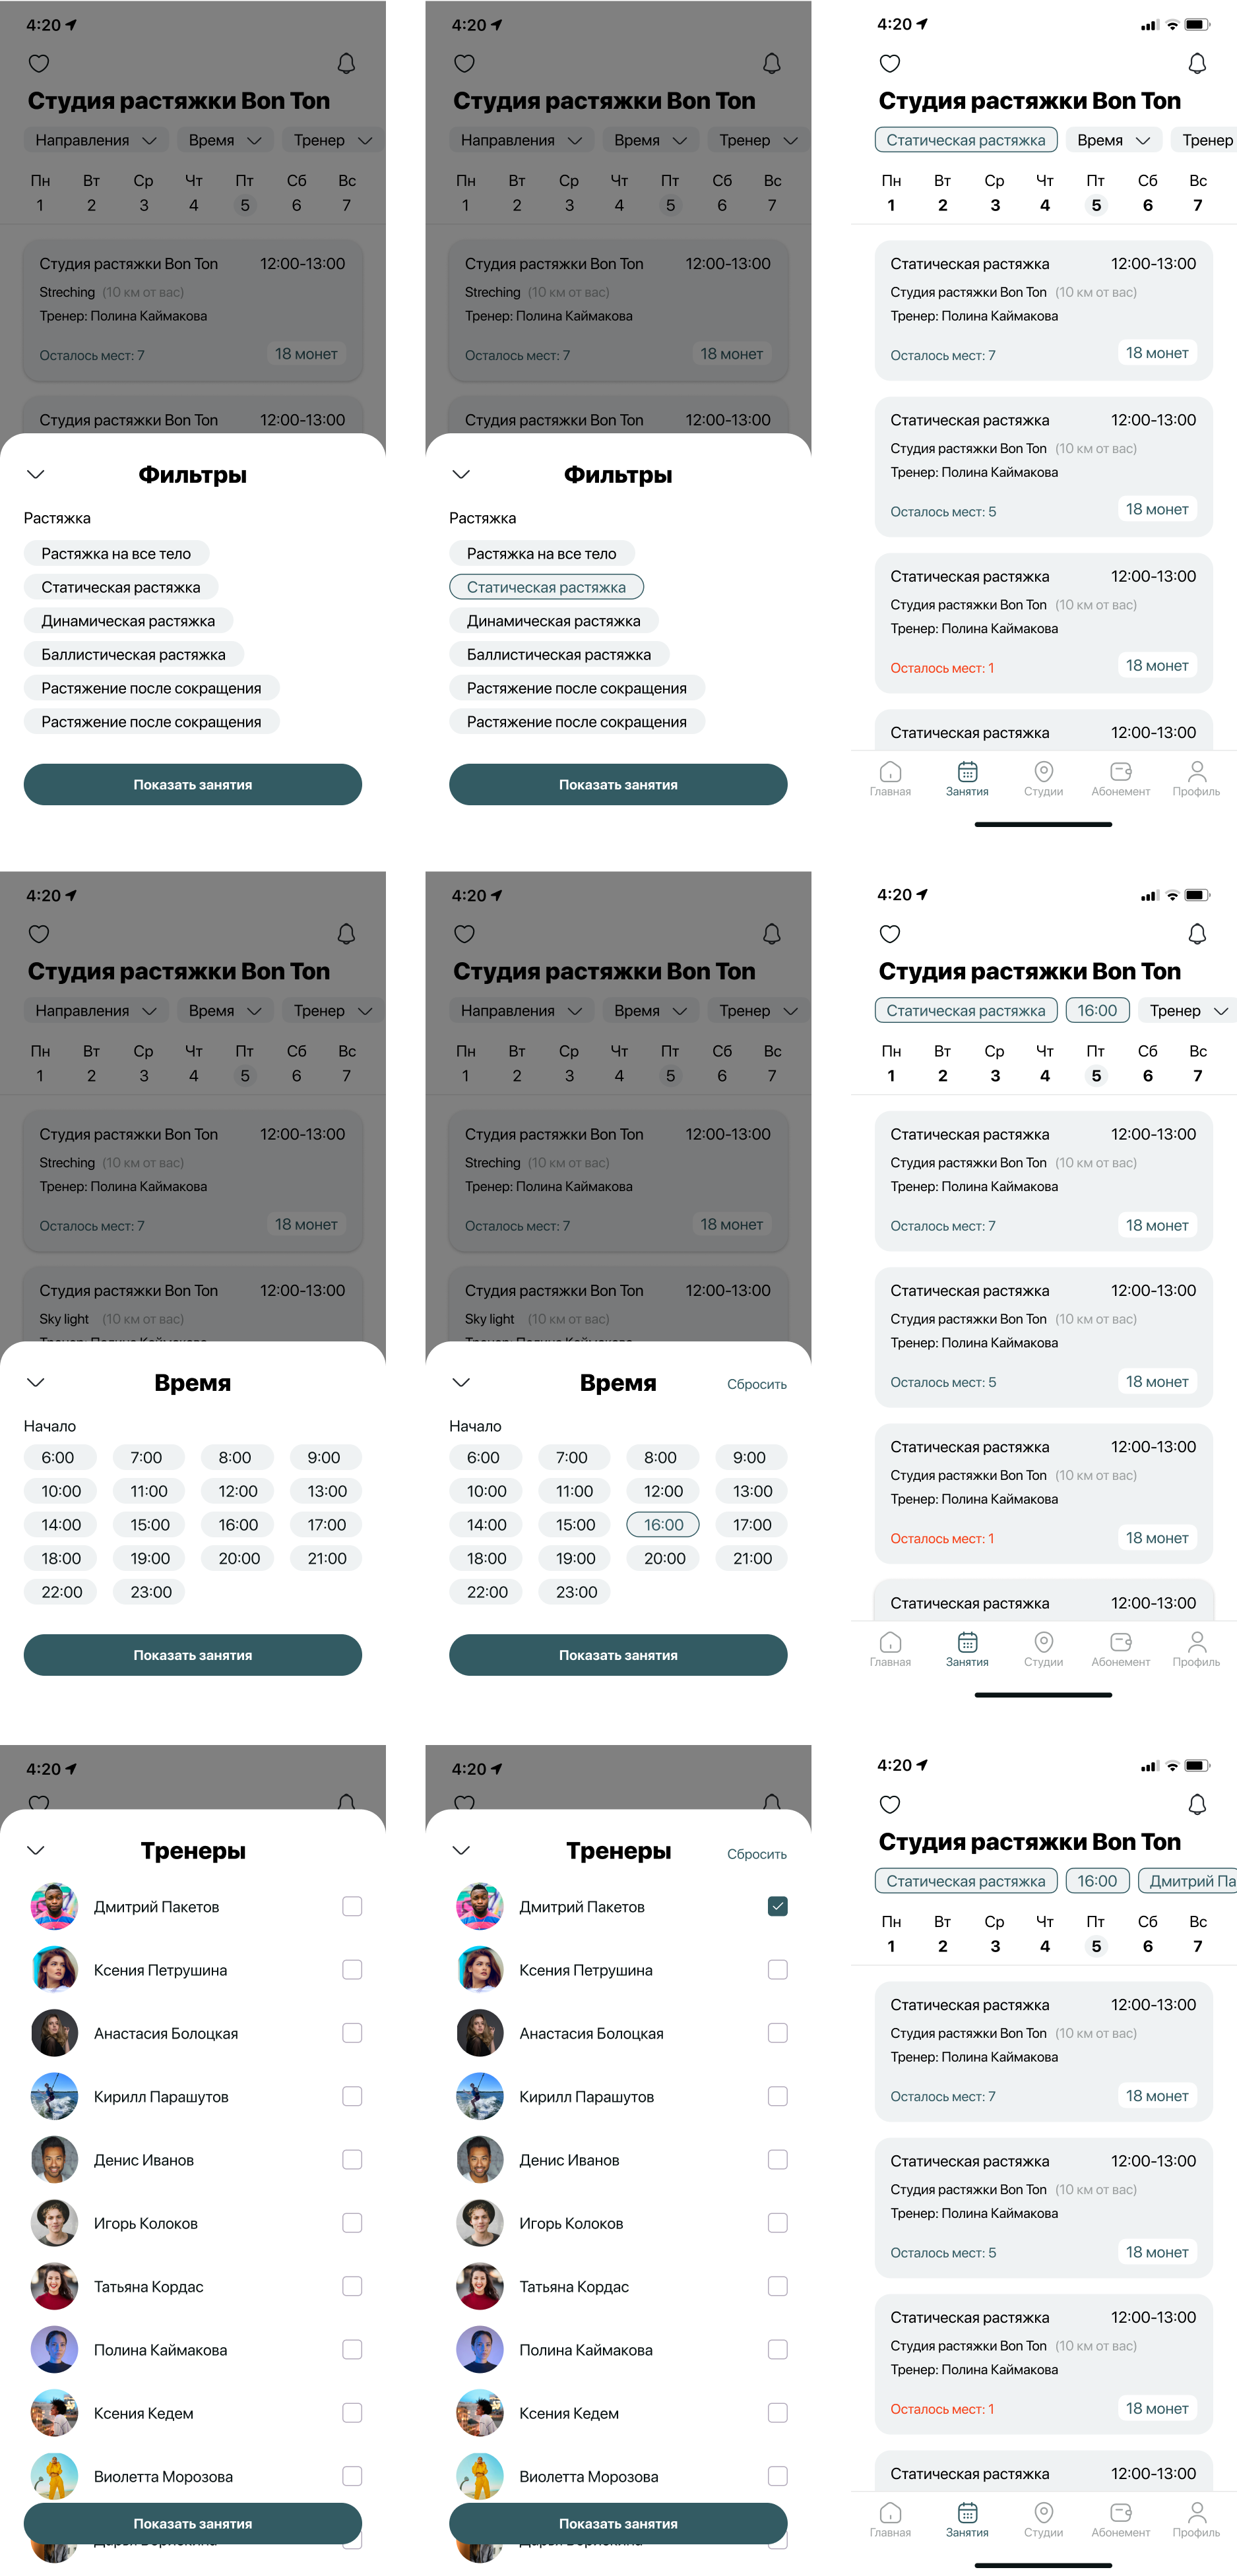 4:20
Студия растяжки Bon Ton
Направления Время Тренер
Пн Вт Ср Чт Пт Сб Вс
1 2 3 4 5 6 7
Студия растяжки Bon Ton 12:00-13:00
Streching (10 км от вас)
Тренер: Полина Каймакова
Осталось мест: 7 18 монет
Студия растяжки Bon Ton 12:00-13:00
Фильтры
Растяжка
Растяжка на все тело
Статическая растяжка
Динамическая растяжка
Баллистическая растяжка
Растяжение после сокращения
Растяжение после сокращения
Показать занятия
4:20
Студия растяжки Bon Ton
Направления Время Тренер
Пн Вт Ср Чт Пт Сб Вс
1 2 3 4 5 6 7
Студия растяжки Bon Ton 12:00-13:00
Streching (10 км от вас)
Тренер: Полина Каймакова
Осталось мест: 7 18 монет
Студия растяжки Bon Ton 12:00-13:00
Фильтры
Растяжка
Растяжка на все тело
Статическая растяжка
Динамическая растяжка
Баллистическая растяжка
Растяжение после сокращения
Растяжение после сокращения
Показать занятия
4:20
Студия растяжки Bon Ton
Статическая растяжка Время Тренер
Пн Вт Ср Чт Пт Сб Вс
1 2 3 4 5 6 7
Статическая растяжка 12:00-13:00
Студия растяжки Bon Ton (10 км от вас)
Тренер: Полина Каймакова
Осталось мест: 7 18 монет
Статическая растяжка 12:00-13:00
Студия растяжки Bon Ton (10 км от вас)
Тренер: Полина Каймакова
Осталось мест: 5 18 монет
Статическая растяжка 12:00-13:00
Студия растяжки Bon Ton (10 км от вас)
Тренер: Полина Каймакова
Осталось мест: 1 18 монет
Статическая растяжка 12:00-13:00
Главная Занятия Студии Абонемент Профиль
4:20
Студия растяжки Bon Ton
Направления Время Тренер
Пн Вт Ср Чт Пт Сб Вс
1 2 3 4 5 6 7
Студия растяжки Bon Ton 12:00-13:00
Streching (10 км от вас)
Тренер: Полина Каймакова
Осталось мест: 7 18 монет
Студия растяжки Bon Ton 12:00-13:00
Sky light (10 км от вас)
Тренер: Полина Каймакова
Время
Начало
6:00 7:00 8:00 9:00
10:00 11:00 12:00 13:00
14:00 15:00 16:00 17:00
18:00 19:00 20:00 21:00
22:00 23:00
Показать занятия
4:20
Студия растяжки Bon Ton
Направления Время Тренер
Пн Вт Ср Чт Пт Сб Вс
1 2 3 4 5 6 7
Студия растяжки Bon Ton 12:00-13:00
Streching (10 км от вас)
Тренер: Полина Каймакова
Осталось мест: 7 18 монет
Студия растяжки Bon Ton 12:00-13:00
Sky light (10 км от вас)
Тренер: Полина Каймакова
Время Сбросить
Начало
6:00 7:00 8:00 9:00
10:00 11:00 12:00 13:00
14:00 15:00 16:00 17:00
18:00 19:00 20:00 21:00
22:00 23:00
Показать занятия
4:20
Студия растяжки Bon Ton
Статическая растяжка 16:00 Тренер
Пн Вт Ср Чт Пт Сб Вс
1 2 3 4 5 6 7
Статическая растяжка 12:00-13:00
Студия растяжки Bon Ton (10 км от вас)
Тренер: Полина Каймакова
Осталось мест: 7 18 монет
Статическая растяжка 12:00-13:00
Студия растяжки Bon Ton (10 км от вас)
Тренер: Полина Каймакова
Осталось мест: 5 18 монет
Статическая растяжка 12:00-13:00
Студия растяжки Bon Ton (10 км от вас)
Тренер: Полина Каймакова
Осталось мест: 1 18 монет
Статическая растяжка 12:00-13:00
Главная Занятия Студии Абонемент Профиль
4:20
Тренеры
Дмитрий Пакетов
Ксения Петрушина
Анастасия Болоцкая
Кирилл Парашутов
Денис Иванов
Игорь Колоков
Татьяна Кордас
Полина Каймакова
Ксения Кедем
Виолетта Морозова
Показать занятия
4:20
Тренеры Сбросить
Дмитрий Пакетов
Ксения Петрушина
Анастасия Болоцкая
Кирилл Парашутов
Денис Иванов
Игорь Колоков
Татьяна Кордас
Полина Каймакова
Ксения Кедем
Виолетта Морозова
Показать занятия
4:20
Студия растяжки Bon Ton
Статическая растяжка 16:00 Дмитрий Па
Пн Вт Ср Чт Пт Сб Вс
1 2 3 4 5 6 7
Статическая растяжка 12:00-13:00
Студия растяжки Bon Ton (10 км от вас)
Тренер: Полина Каймакова
Осталось мест: 7 18 монет
Статическая растяжка 12:00-13:00
Студия растяжки Bon Ton (10 км от вас)
Тренер: Полина Каймакова
Осталось мест: 5 18 монет
Статическая растяжка 12:00-13:00
Студия растяжки Bon Ton (10 км от вас)
Тренер: Полина Каймакова
Осталось мест: 1 18 монет
Статическая растяжка 12:00-13:00
Главная Занятия Студии Абонемент Профиль